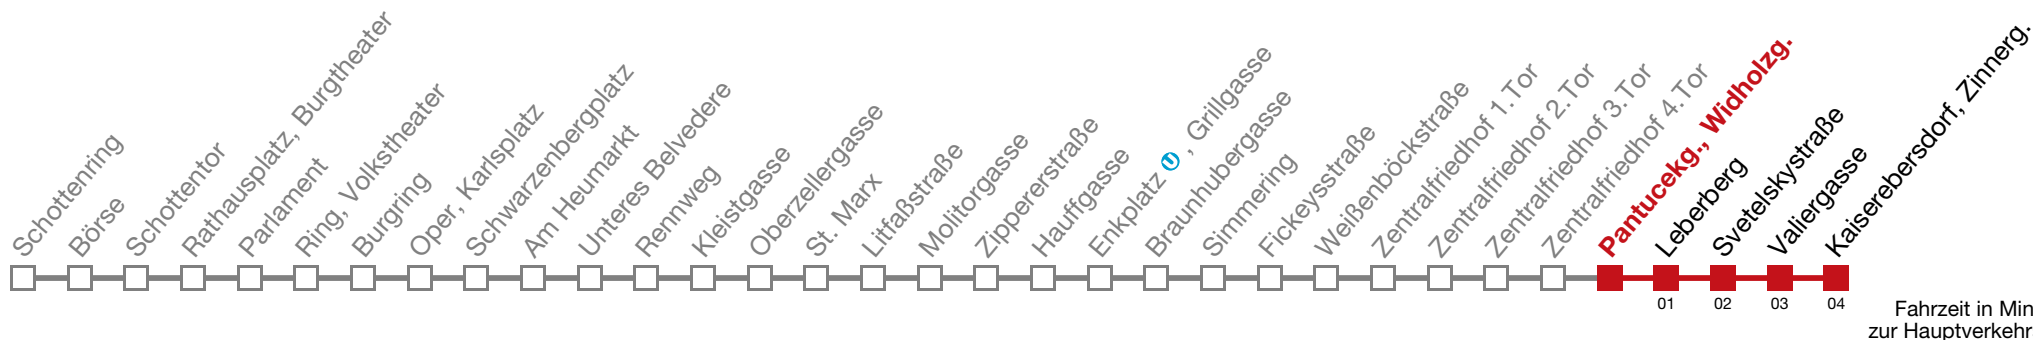 Schottenring
Börse
Schottentor
Rathausplatz, Burgtheater
Parlament
Ring, Volkstheater
Burgring
Oper, Karlsplatz
Schwarzenbergplatz
Am Heumarkt
Unteres Belvedere
Rennweg
Kleistgasse
Oberzellergasse
St. Marx
Litfaßstraße
Molitorgasse
Zippererstraße
Hauffgasse
Enkplatz U, Grillgasse
Braunhubergasse
Simmering
Fickeysstraße
Weißenböckstraße
Zentralfriedhof 1.Tor
Zentralfriedhof 2.Tor
Zentralfriedhof 3.Tor
Zentralfriedhof 4.Tor
Pantucekg., Widholzg.
Leberberg
Svetelskystraße
Valiergasse
Kaiserebersdorf, Zinnerg.
01 02 03 04
Fahrzeit in Min
zur Hauptverkehr